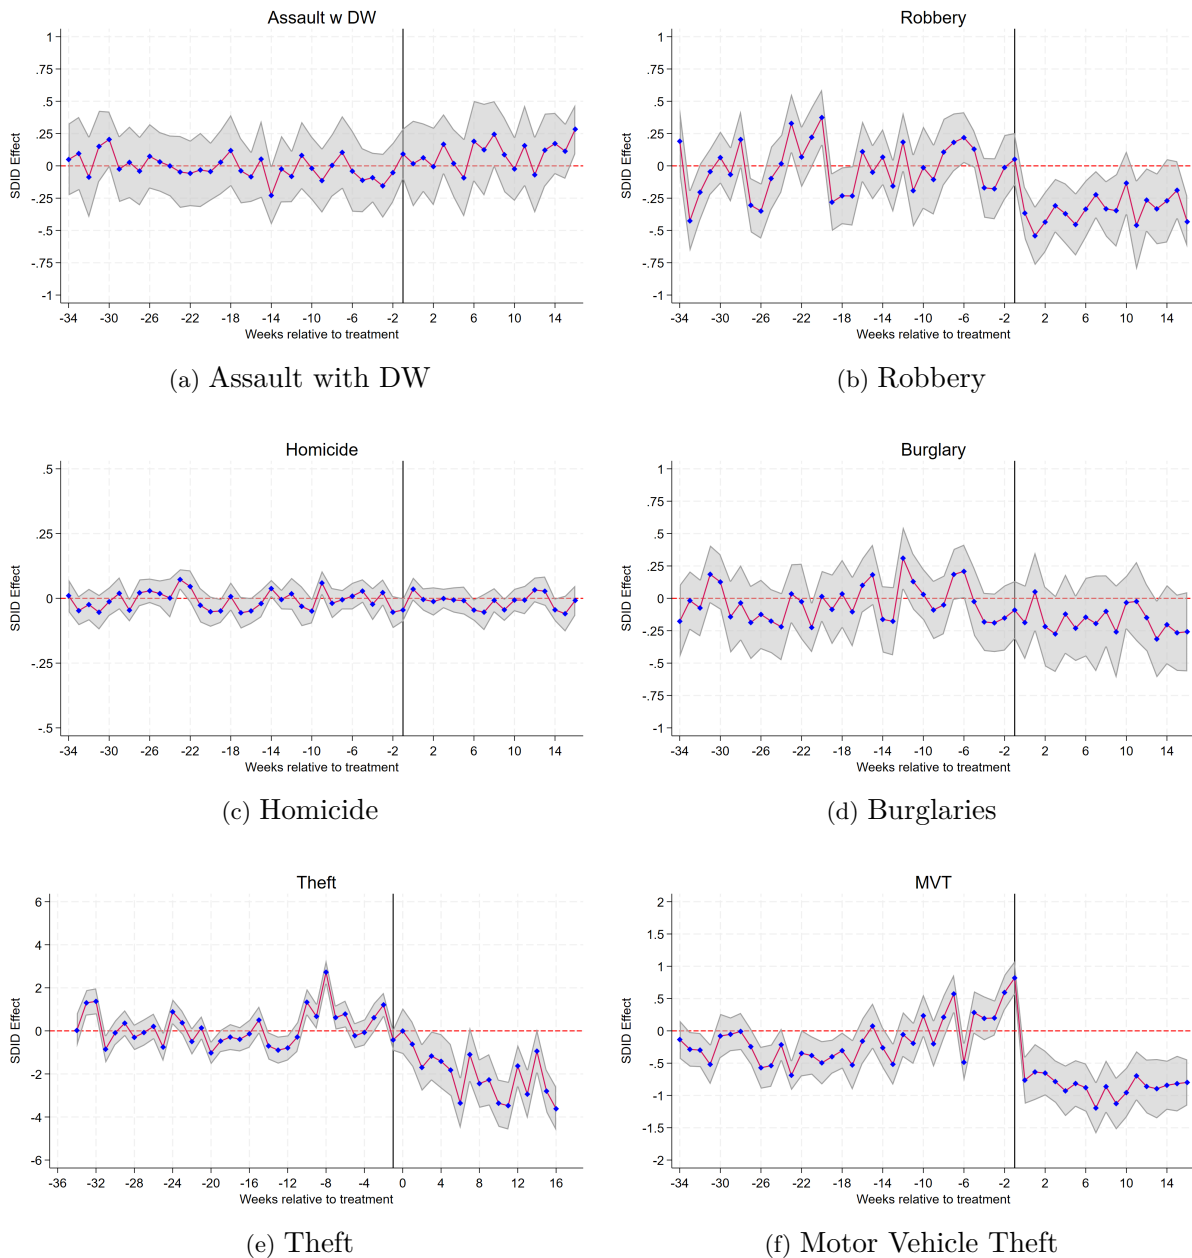 Assault w DW
1
.75
.5
.25
0
-.25
-.5
-.75
-1
SDID Effect
-34 -30 -26 -22 -18 -14 -10 -6 -2 2 6 10 14
Weeks relative to treatment
(a) Assault with DW
Robbery
1
.75
.5
.25
0
-.25
-.5
-.75
-1
SDID Effect
-34 -30 -26 -22 -18 -14 -10 -6 -2 2 6 10 14
Weeks relative to treatment
(b) Robbery
Homicide
.5
.25
0
-.25
-.5
SDID Effect
-34 -30 -26 -22 -18 -14 -10 -6 -2 2 6 10 14
Weeks relative to treatment
(c) Homicide
Burglary
1
.75
.5
.25
0
-.25
-.5
-.75
-1
SDID Effect
-34 -30 -26 -22 -18 -14 -10 -6 -2 2 6 10 14
Weeks relative to treatment
(d) Burglaries
Theft
6
4
2
0
-2
-4
-6
SDID Effect
-36 -32 -28 -24 -20 -16 -12 -8 -4 0 4 8 12 16
Weeks relative to treatment
(e) Theft
MVT
2
1.5
1
.5
0
-.5
-1
-1.5
-2
SDID Effect
-34 -30 -26 -22 -18 -14 -10 -6 -2 2 6 10 14
Weeks relative to treatment
(f) Motor Vehicle Theft